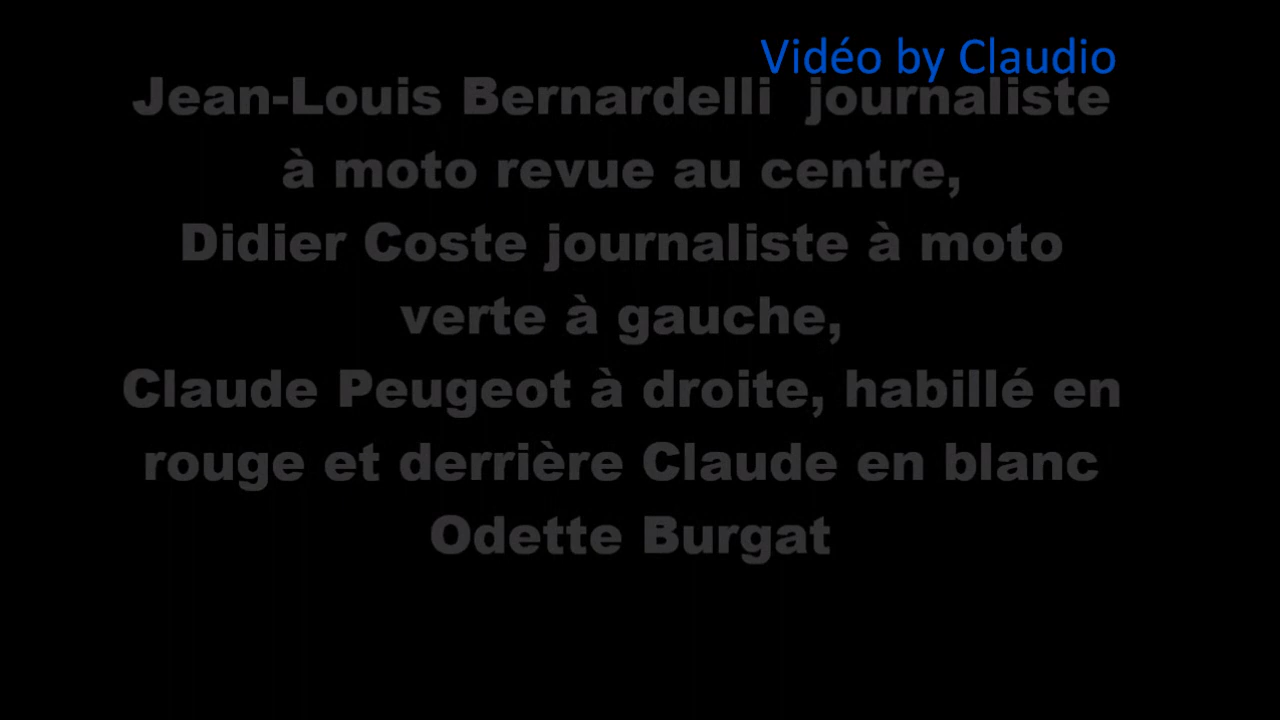 Vidéo by Claudio
Jean-Louis Bernardelli journaliste
à moto revue au centre,
Didier Coste journaliste à moto
verte à gauche,
Claude Peugeot à droite, habillé en
rouge et derrière Claude en blanc
Odette Burgat